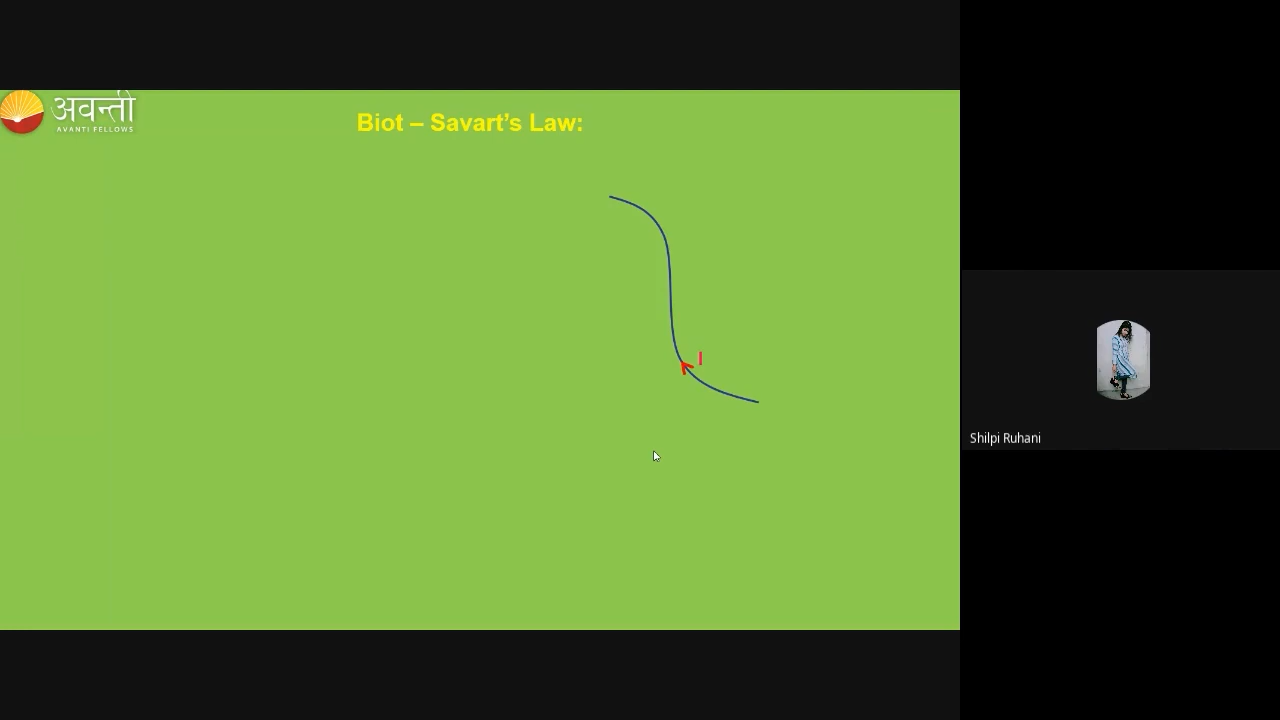 अवन्ती
AVANTI FELLOWS
Biot – Savart’s Law:
I
Shilpi Ruhani